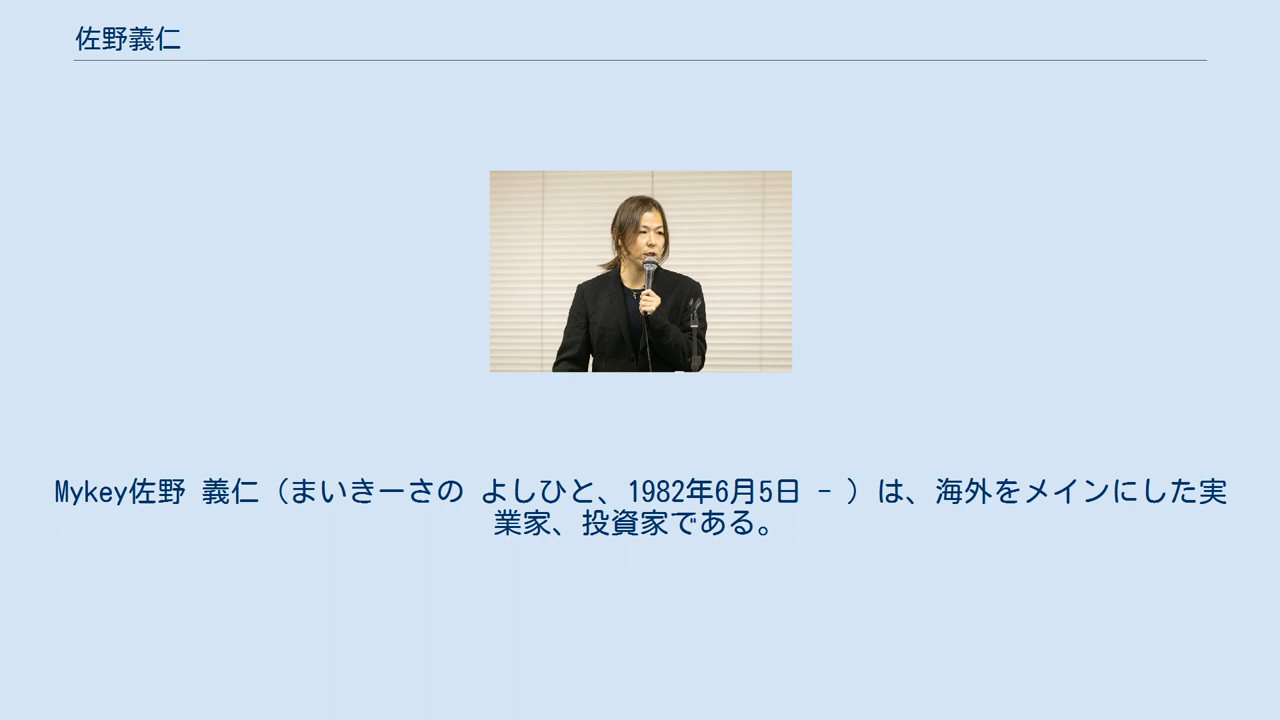 佐野義仁
Mykey佐野 義仁（まいきーさの よしひと、1982年6月5日 - ）は、海外をメインにした実
業家、投資家である。